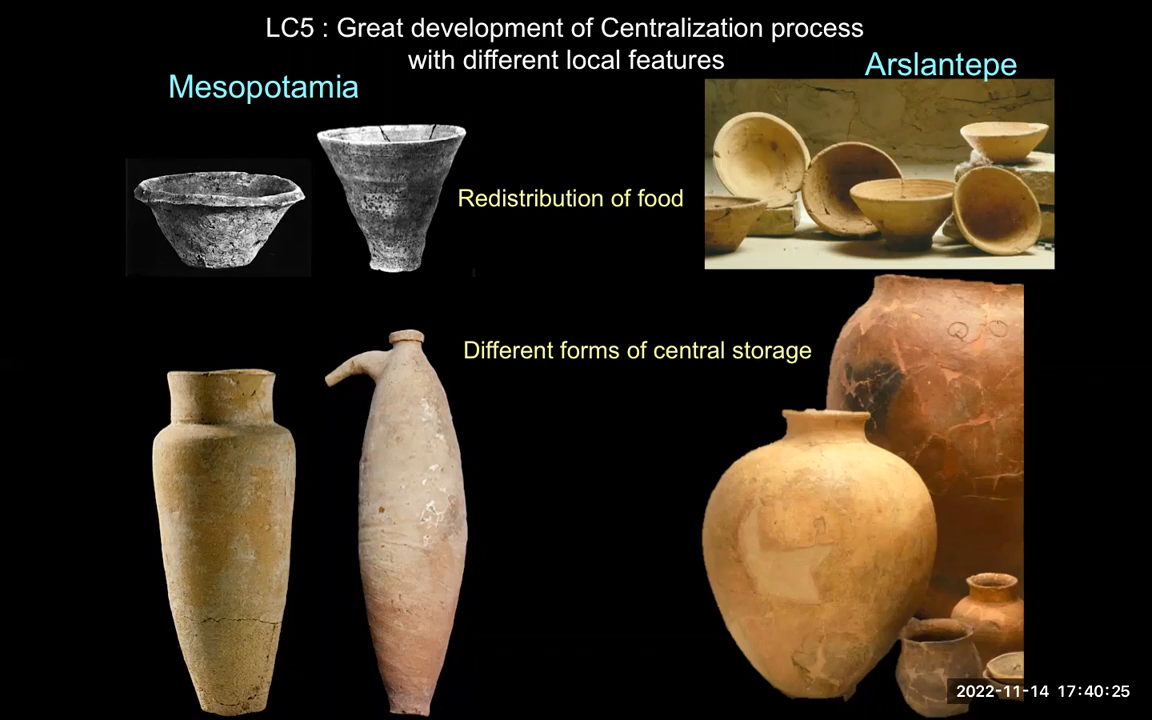 LC5 : Great development of Centralization process
with different local features
Mesopotamia
Arslantepe
Redistribution of food
Different forms of central storage
2022-11-14 17:40:25